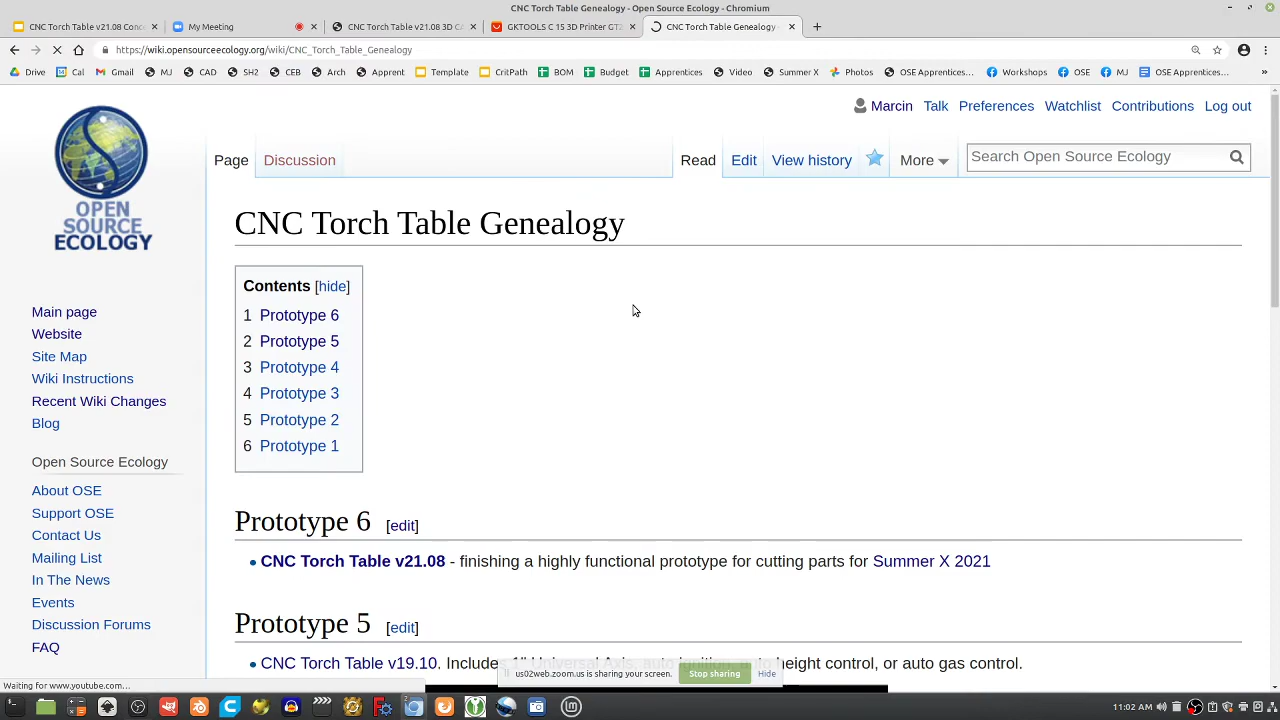 CNC Torch Table Genealogy - Open Source Ecology - Chromium
CNC Torch Table v21.08 Conc
My Meeting
CNC Torch Table v21.08 3D C
GKTOOLS C 15 3D Printer GT2
CNC Torch Table Genealogy
https://wiki.opensourceecology.org/wiki/CNC_Torch_Table_Genealogy
Drive
Cal
Gmail
MJ
CAD
SH2
CEB
Arch
Apprent
Template
CritPath
BOM
Budget
Apprentices
Video
Summer X
Photos
OSE Apprentices...
Workshops
OSE
MJ
OSE Apprentices...
Marcin Talk Preferences Watchlist Contributions Log out
Page Discussion Read Edit View history More Search Open Source Ecology
OPEN
SOURCE
ECOLOGY
Main page
Website
Site Map
Wiki Instructions
Recent Wiki Changes
Blog
Open Source Ecology
About OSE
Support OSE
Contact Us
Mailing List
In The News
Events
Discussion Forums
FAQ
CNC Torch Table Genealogy
Contents [hide]
1 Prototype 6
2 Prototype 5
3 Prototype 4
4 Prototype 3
5 Prototype 2
6 Prototype 1
Prototype 6 [edit]
CNC Torch Table v21.08 - finishing a highly functional prototype for cutting parts for Summer X 2021
Prototype 5 [edit]
CNC Torch Table v19.10. Includes 1" Universal Axis, auto ignition, auto height control, or auto gas control.
us02web.zoom.us is sharing your screen. Stop sharing Hide
Waiting for www.youtube.com...
11:02 AM